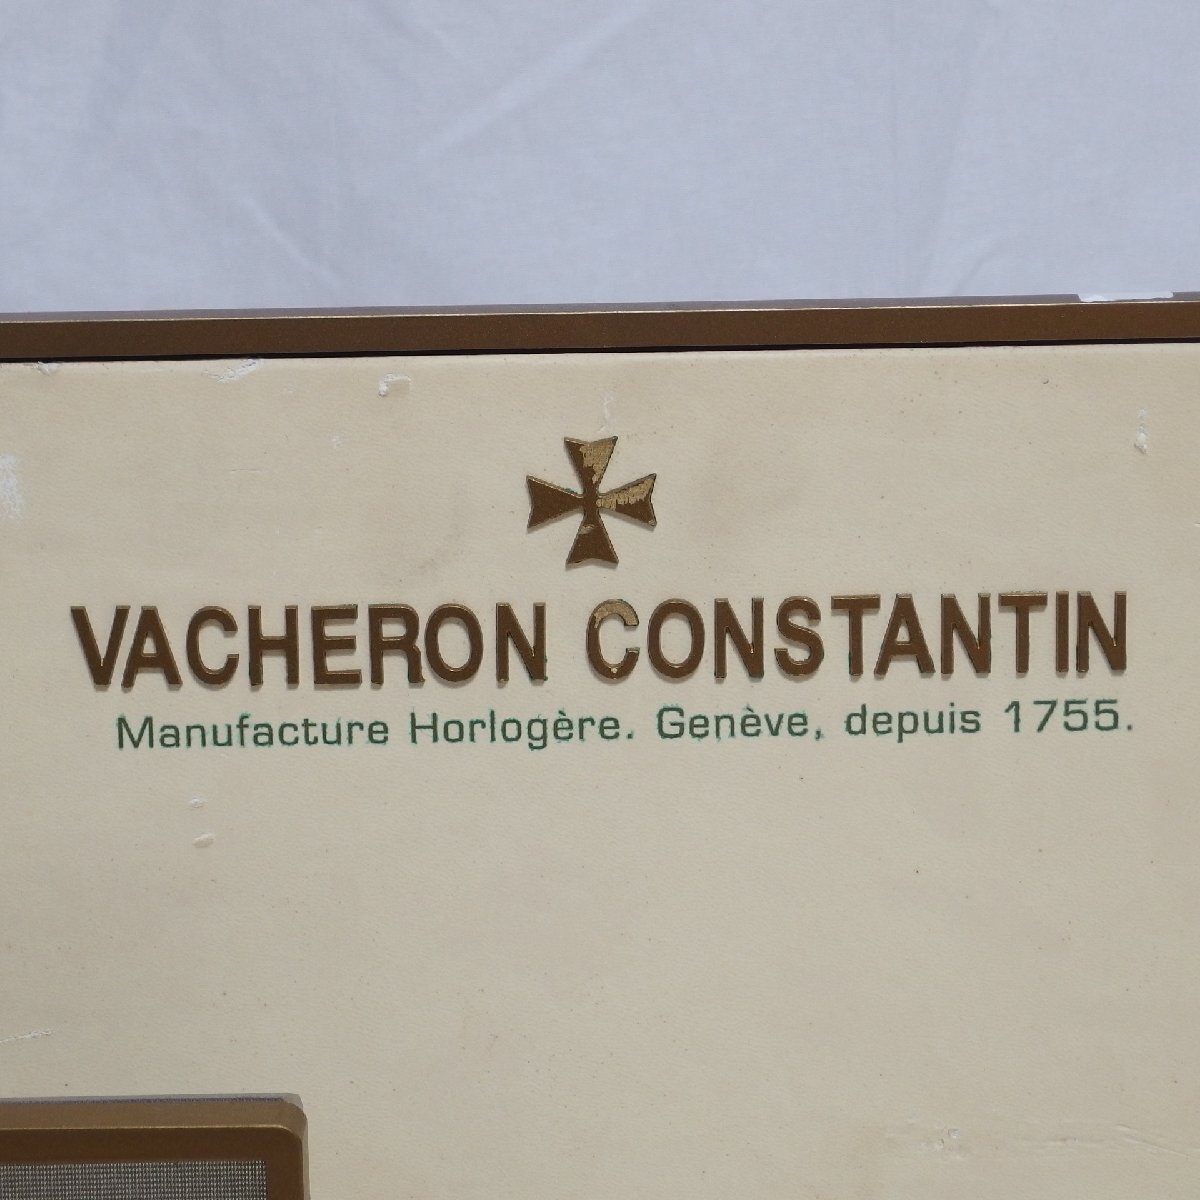 VACHERON CONSTANTIN
Manufacture Horlogère. Genève, depuis 1755.